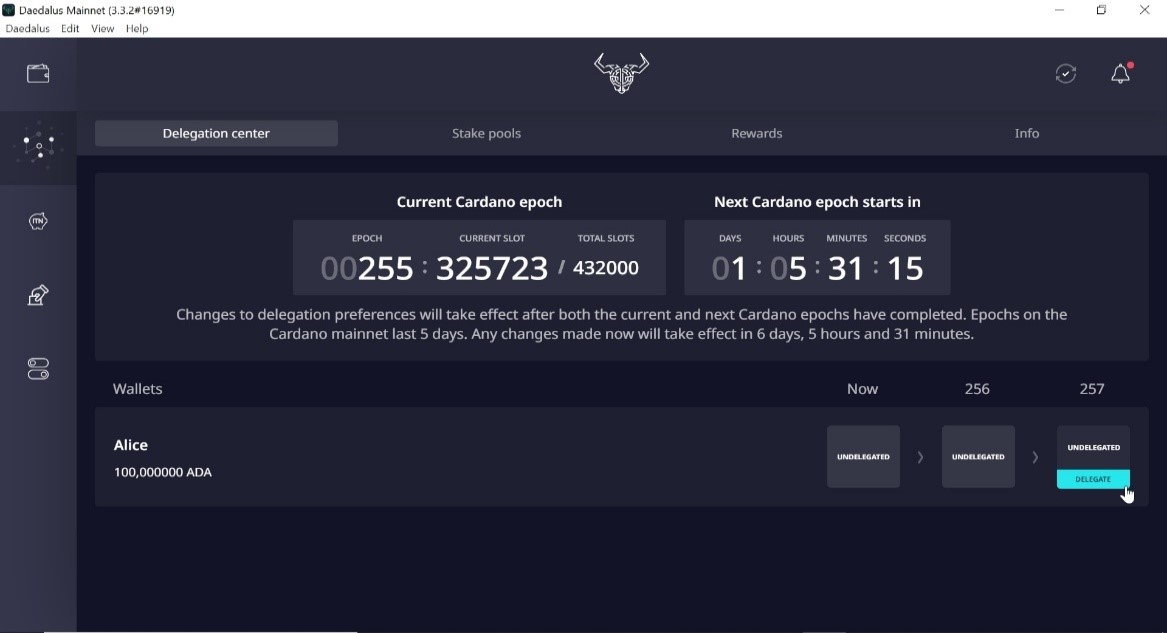 Daedalus Mainnet (3.3.2#16919)
Daedalus Edit View Help
Delegation center Stake pools Rewards Info
Current Cardano epoch Next Cardano epoch starts in
EPOCH CURRENT SLOT TOTAL SLOTS DAYS HOURS MINUTES SECONDS
00255 : 325723 / 432000 01 : 05 : 31 : 15
Changes to delegation preferences will take effect after both the current and next Cardano epochs have completed. Epochs on the
Cardano mainnet last 5 days. Any changes made now will take effect in 6 days, 5 hours and 31 minutes.
ITN
Wallets Now 256 257
Alice
100,000000 ADA
UNDELEGATED UNDELEGATED UNDELEGATED
DELEGATE